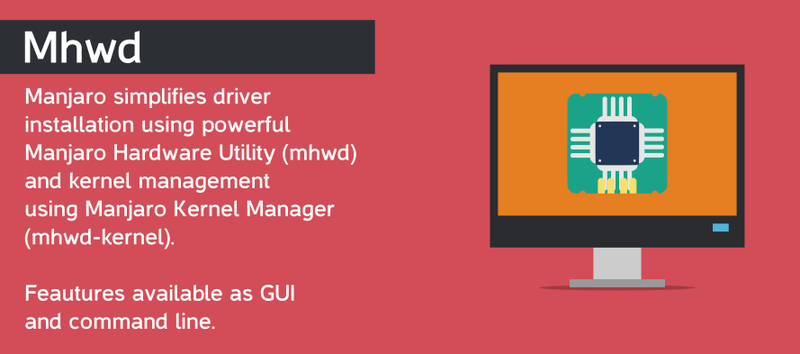 Mhwd
Manjaro simplifies driver
installation using powerful
Manjaro Hardware Utility (mhwd)
and kernel management
using Manjaro Kernel Manager
(mhwd-kernel).
Feautures available as GUI
and command line.